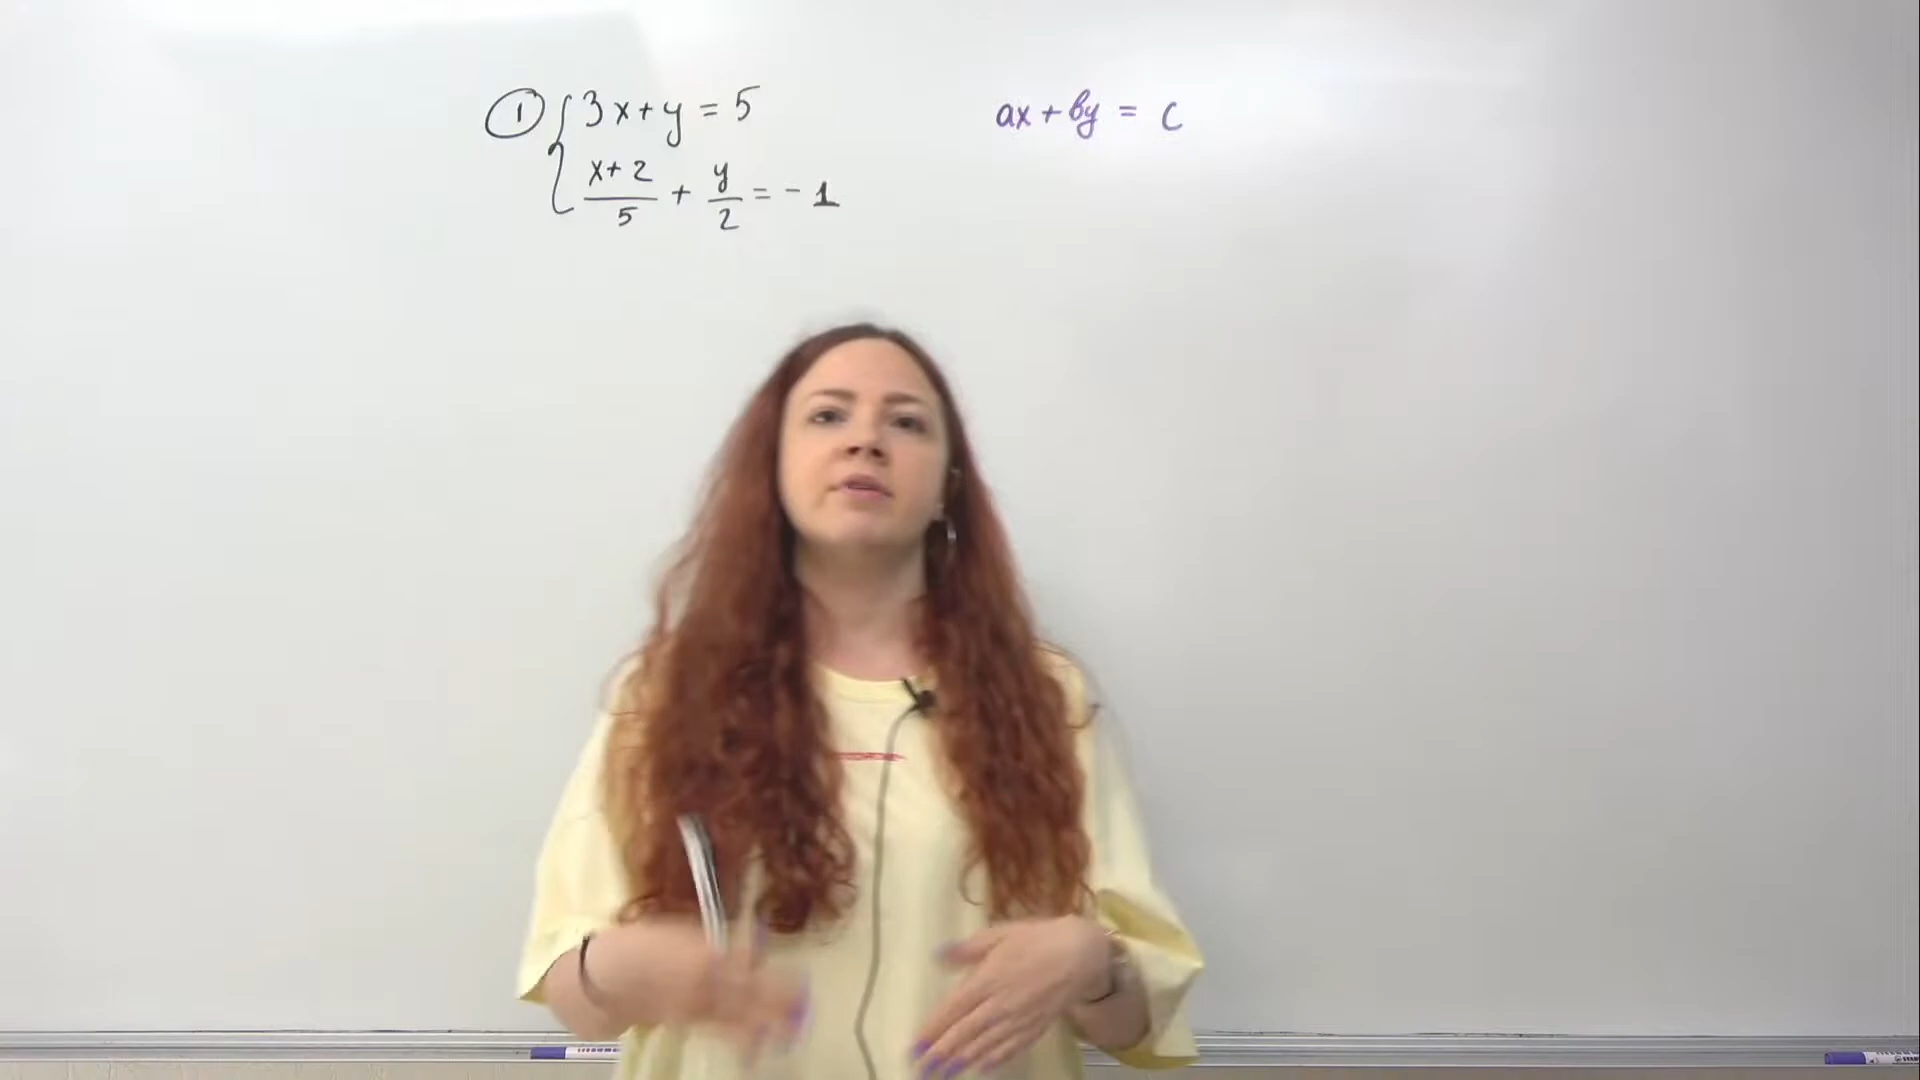 ① { 3x + y = 5
(x + 2)/5 + y/2 = - 1
ax + by = c